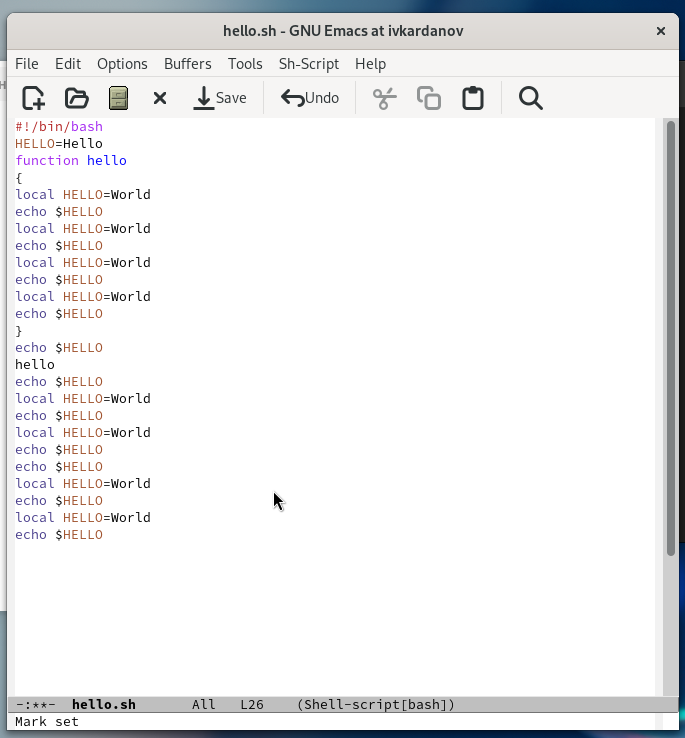 hello.sh - GNU Emacs at ivkardanov
File Edit Options Buffers Tools Sh-Script Help
Save Undo
#!/bin/bash
HELLO=Hello
function hello
{
local HELLO=World
echo $HELLO
local HELLO=World
echo $HELLO
local HELLO=World
echo $HELLO
local HELLO=World
echo $HELLO
}
echo $HELLO
hello
echo $HELLO
local HELLO=World
echo $HELLO
local HELLO=World
echo $HELLO
echo $HELLO
local HELLO=World
echo $HELLO
local HELLO=World
echo $HELLO
-:**- hello.sh All L26 (Shell-script[bash])
Mark set